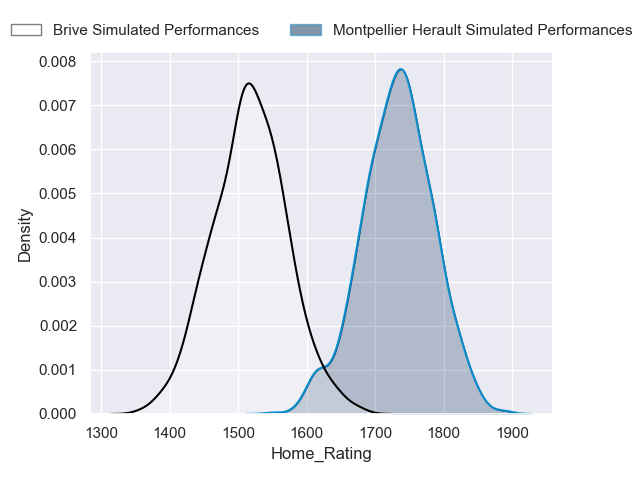 Brive Simulated Performances Montpellier Herault Simulated Performances
0.008
0.007
0.006
0.005
0.004
0.003
0.002
0.001
0.000
Density
1300 1400 1500 1600 1700 1800 1900
Home_Rating